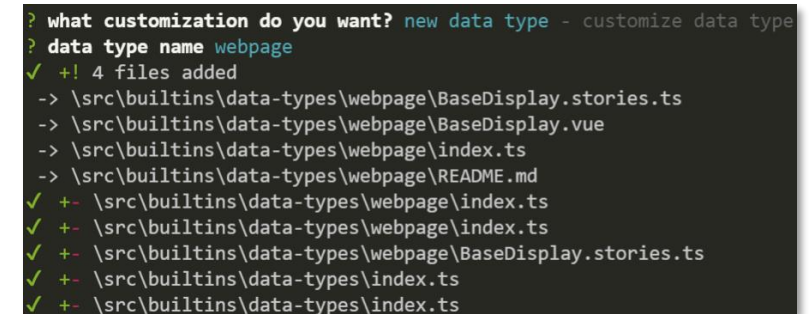 ? what customization do you want? new data type - customize data type
? data type name webpage
✓ +! 4 files added
-> \src\builtins\data-types\webpage\BaseDisplay.stories.ts
-> \src\builtins\data-types\webpage\BaseDisplay.vue
-> \src\builtins\data-types\webpage\index.ts
-> \src\builtins\data-types\webpage\README.md
✓ +- \src\builtins\data-types\webpage\index.ts
✓ +- \src\builtins\data-types\webpage\index.ts
✓ +- \src\builtins\data-types\webpage\BaseDisplay.stories.ts
✓ +- \src\builtins\data-types\index.ts
✓ +- \src\builtins\data-types\index.ts